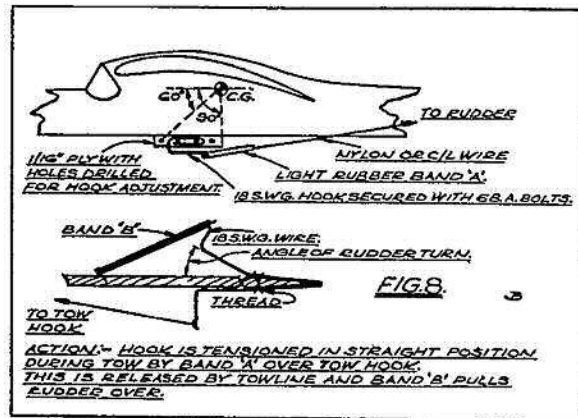 60°
90°
C.G.
TO RUDDER
1/16" PLY WITH
HOLES DRILLED
FOR HOOK ADJUSTMENT.
NYLON OR C/L WIRE
LIGHT RUBBER BAND 'A'.
18 S.W.G. HOOK SECURED WITH 6B.A. BOLTS.
BAND "B"
18 S.W.G. WIRE.
ANGLE OF RUDDER TURN.
FIG.8.
THREAD
TO TOW
HOOK
ACTION:- HOOK IS TENSIONED IN STRAIGHT POSITION
DURING TOW BY BAND 'A' OVER TOW HOOK.
THIS IS RELEASED BY TOWLINE AND BAND 'B' PULLS
RUDDER OVER.